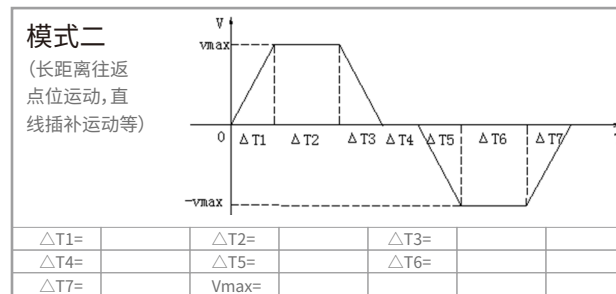 模式二
（长距离往返
点位运动，直
线插补运动等）
V
vmax
0
ΔT1 ΔT2 ΔT3 ΔT4 ΔT5 ΔT6 ΔT7
-vmax
△T1= △T2= △T3=
△T4= △T5= △T6=
△T7= Vmax=